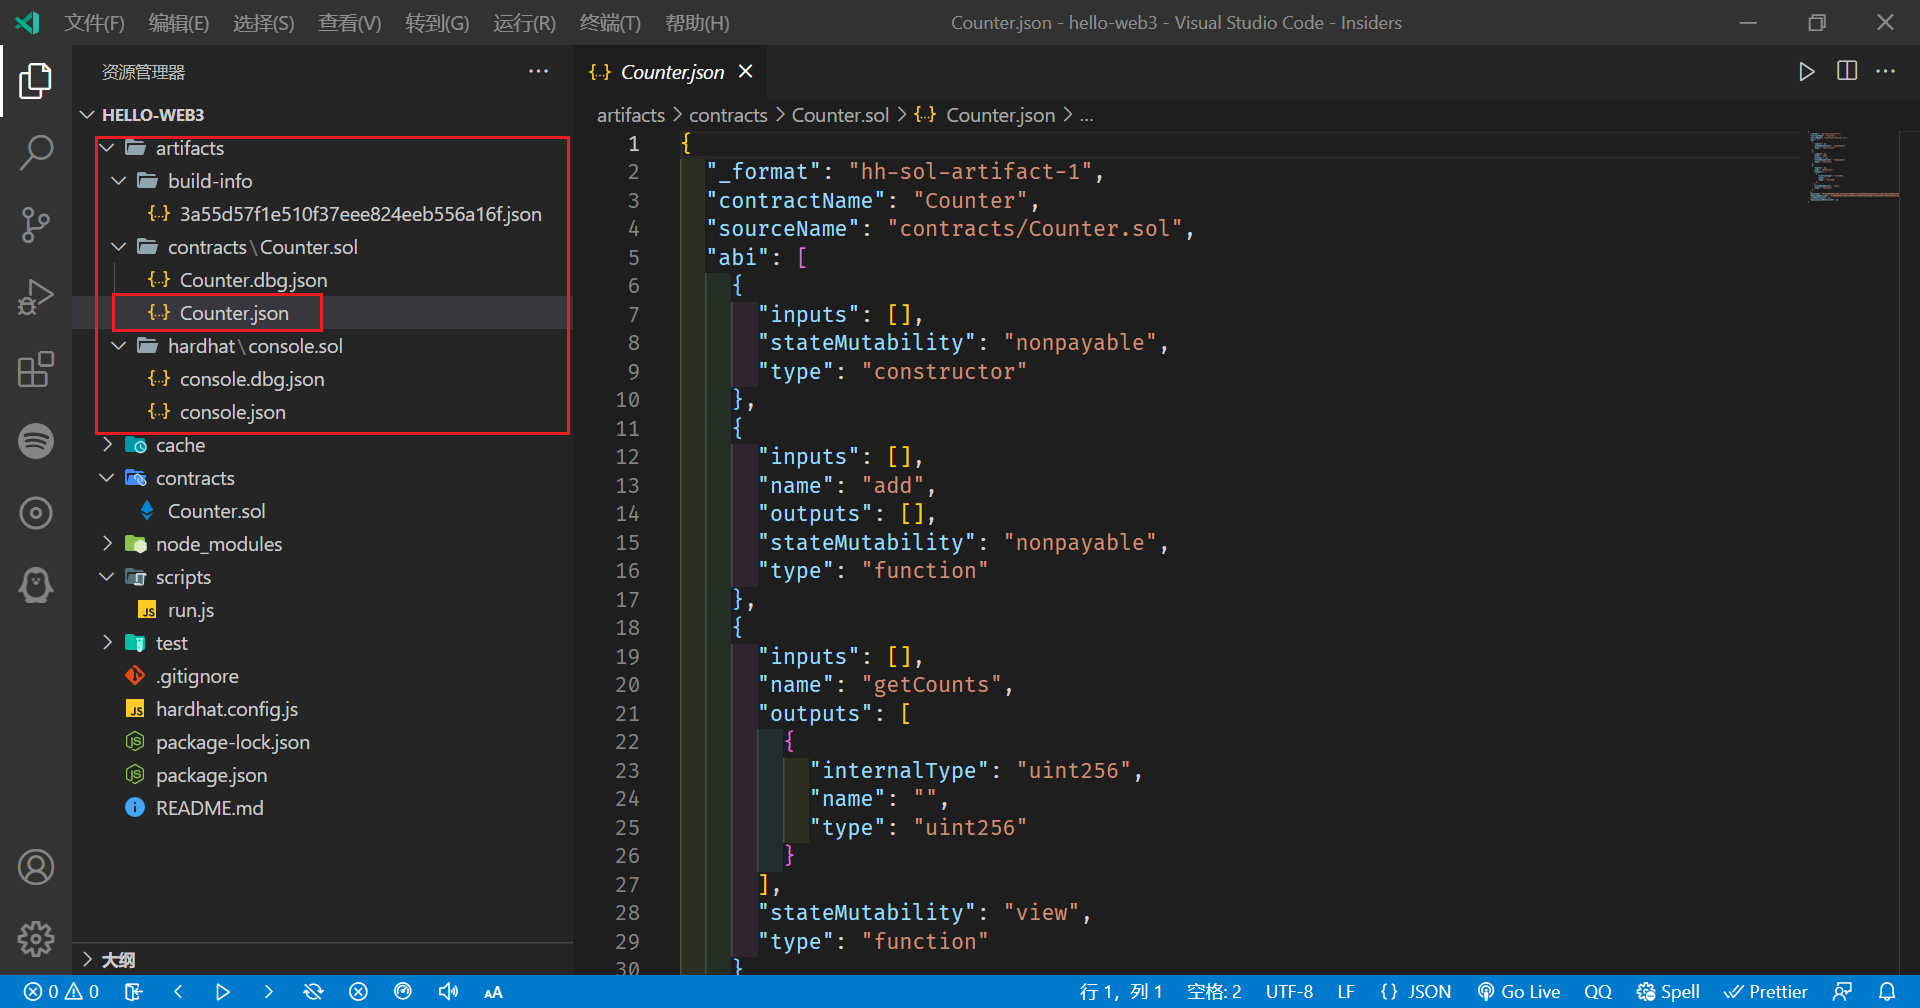 文件(F) 编辑(E) 选择(S) 查看(V) 转到(G) 运行(R) 终端(T) 帮助(H) Counter.json - hello-web3 - Visual Studio Code - Insiders
资源管理器
HELLO-WEB3
artifacts
build-info
3a55d57f1e510f37eee824eeb556a16f.json
contracts\Counter.sol
Counter.dbg.json
Counter.json
hardhat\console.sol
console.dbg.json
console.json
cache
contracts
Counter.sol
node_modules
scripts
JS run.js
test
.gitignore
JS hardhat.config.js
package-lock.json
package.json
README.md
大纲
{..} Counter.json
artifacts > contracts > Counter.sol > {..} Counter.json > ...
1 {
2 "_format": "hh-sol-artifact-1",
3 "contractName": "Counter",
4 "sourceName": "contracts/Counter.sol",
5 "abi": [
6 {
7 "inputs": [],
8 "stateMutability": "nonpayable",
9 "type": "constructor"
10 },
11 {
12 "inputs": [],
13 "name": "add",
14 "outputs": [],
15 "stateMutability": "nonpayable",
16 "type": "function"
17 },
18 {
19 "inputs": [],
20 "name": "getCounts",
21 "outputs": [
22 {
23 "internalType": "uint256",
24 "name": "",
25 "type": "uint256"
26 }
27 ],
28 "stateMutability": "view",
29 "type": "function"
30 }
0 0 AA 行 1，列 1 空格: 2 UTF-8 LF {} JSON Go Live QQ Spell Prettier